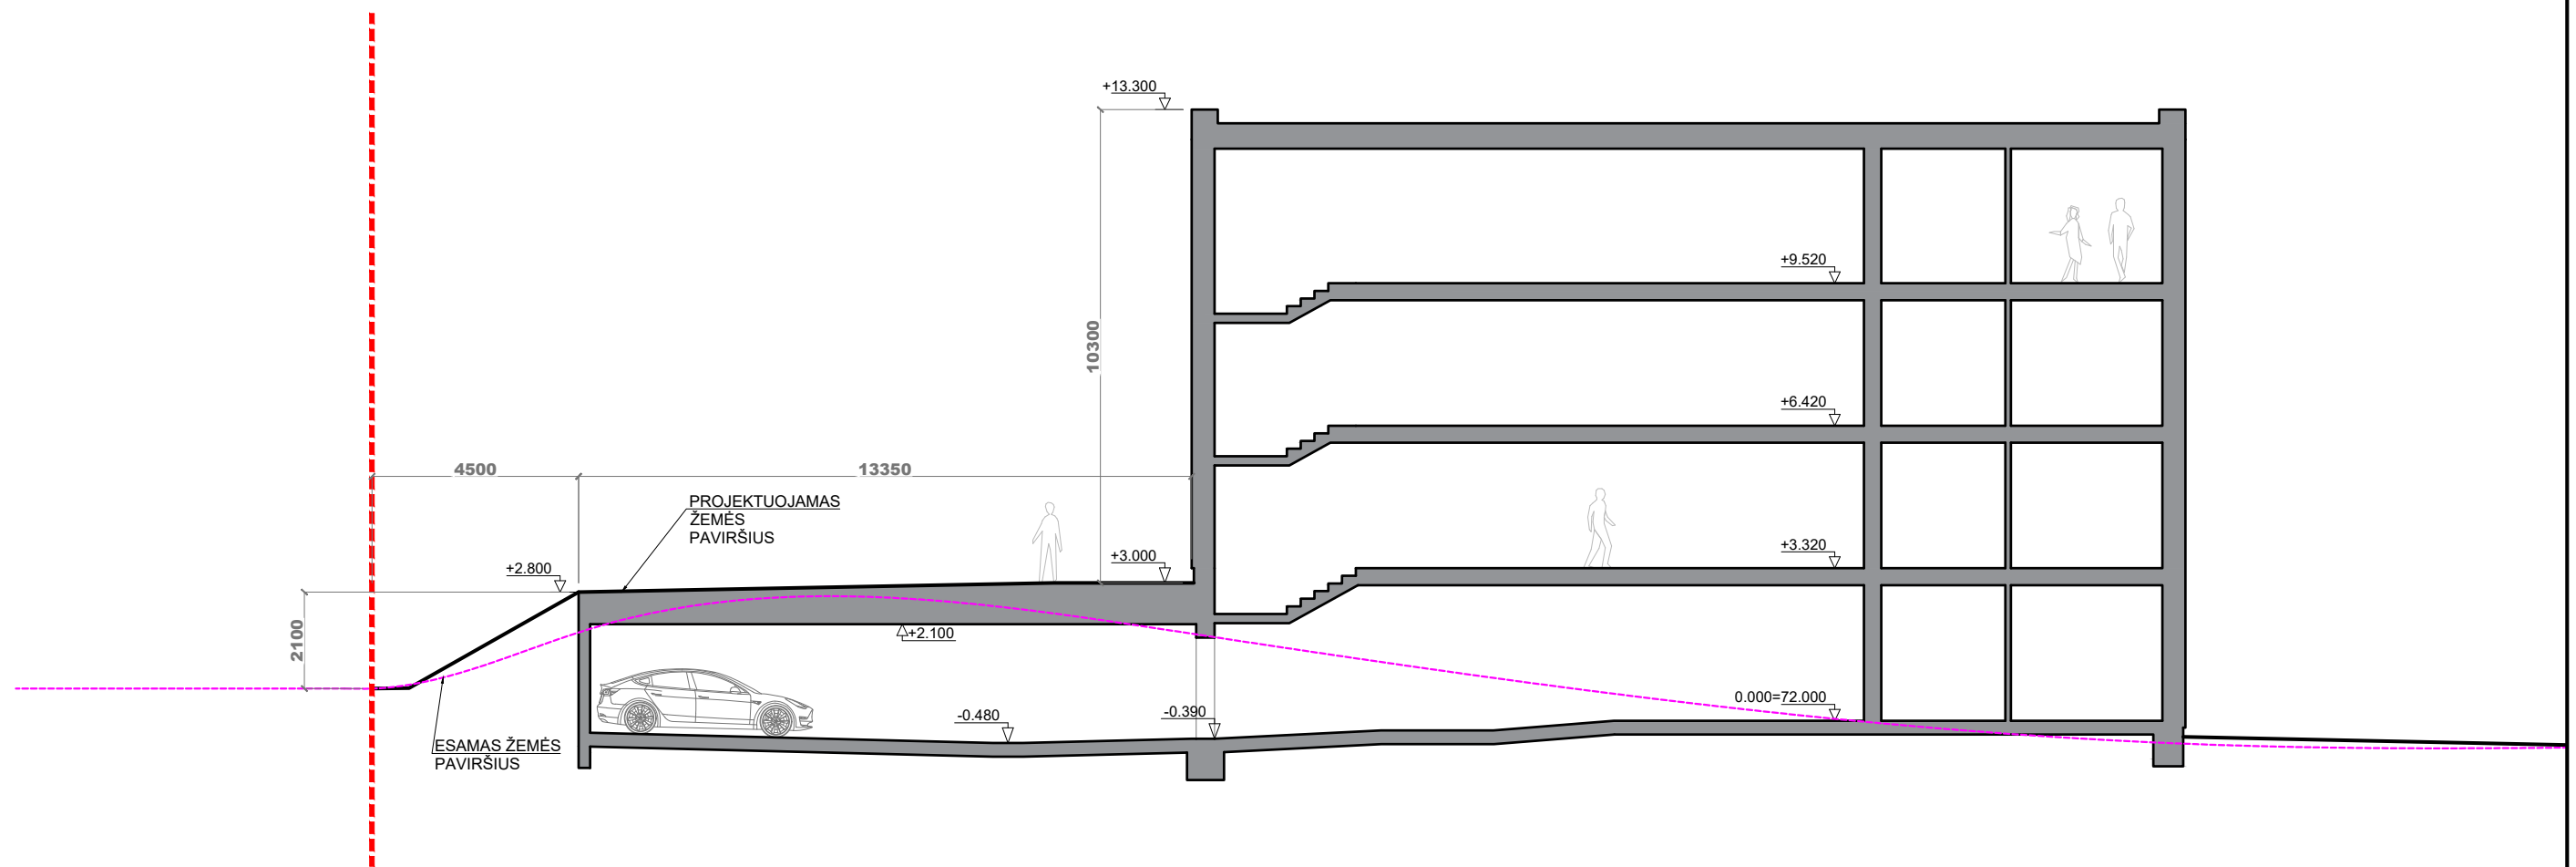 +13.300
10300
+9.520
+6.420
4500
13350
PROJEKTUOJAMAS
ŽEMĖS
PAVIRŠIUS
+3.000
+3.320
+2.800
2100
+2.100
0.000=72.000
-0.480
-0.390
ESAMAS ŽEMĖS
PAVIRŠIUS